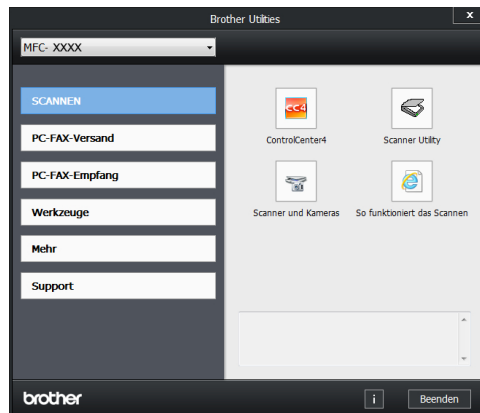 Brother Utilities
x
MFC- XXXX
SCANNEN
PC-FAX-Versand
PC-FAX-Empfang
Werkzeuge
Mehr
Support
CC4
ControlCenter4
Scanner Utility
Scanner und Kameras
So funktioniert das Scannen
brother
i
Beenden